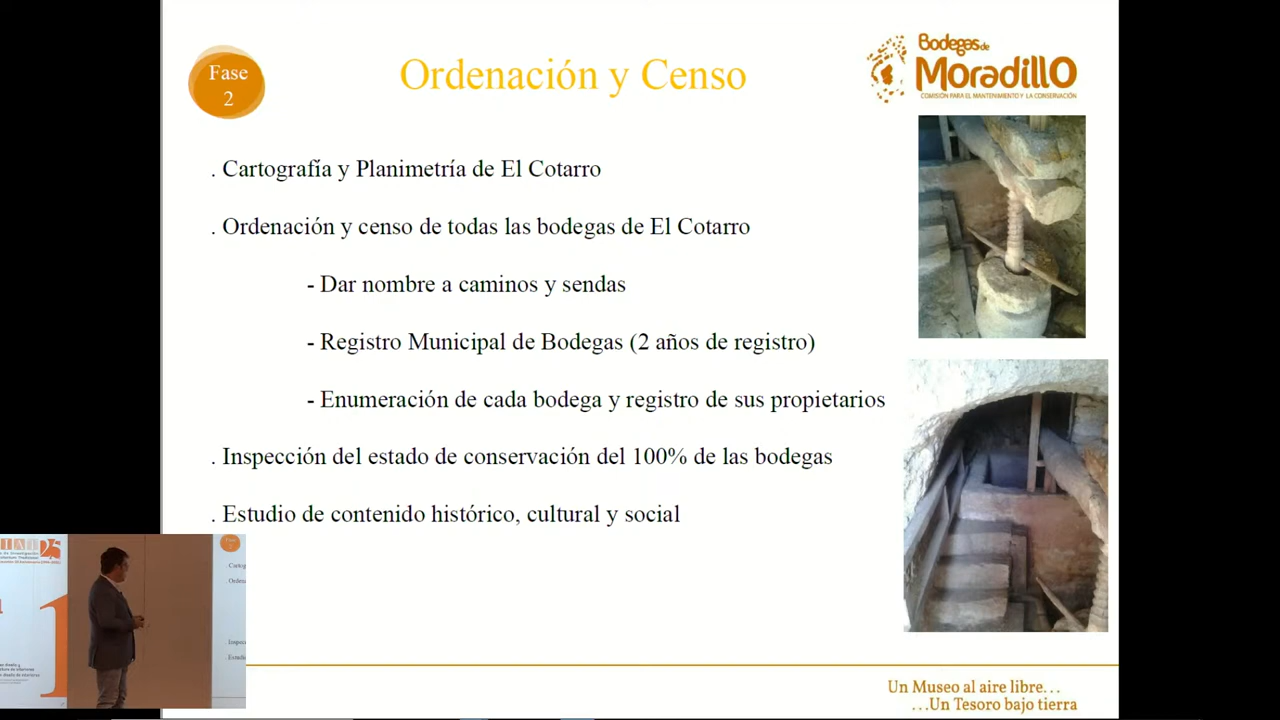 Fase
2
Ordenación y Censo
Bodegas de
Moradillo
COMISIÓN PARA EL MANTENIMIENTO Y LA CONSERVACIÓN
. Cartografía y Planimetría de El Cotarro
. Ordenación y censo de todas las bodegas de El Cotarro
- Dar nombre a caminos y sendas
- Registro Municipal de Bodegas (2 años de registro)
- Enumeración de cada bodega y registro de sus propietarios
. Inspección del estado de conservación del 100% de las bodegas
. Estudio de contenido histórico, cultural y social
Un Museo al aire libre…
…Un Tesoro bajo tierra